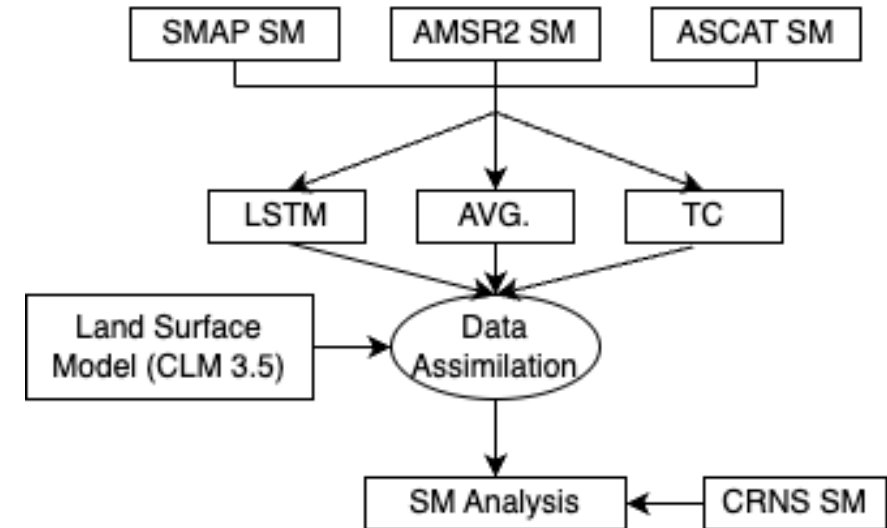 SMAP SM
AMSR2 SM
ASCAT SM
LSTM
AVG.
TC
Land Surface
Model (CLM 3.5)
Data
Assimilation
SM Analysis
CRNS SM